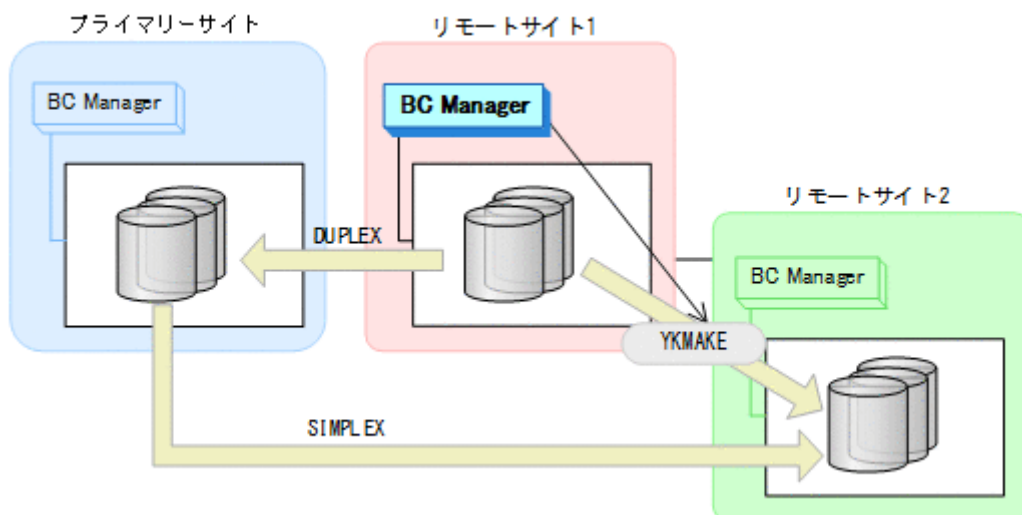 プライマリーサイト
リモートサイト1
BC Manager
BC Manager
リモートサイト2
DUPLEX
BC Manager
YKMAKE
SIMPLEX